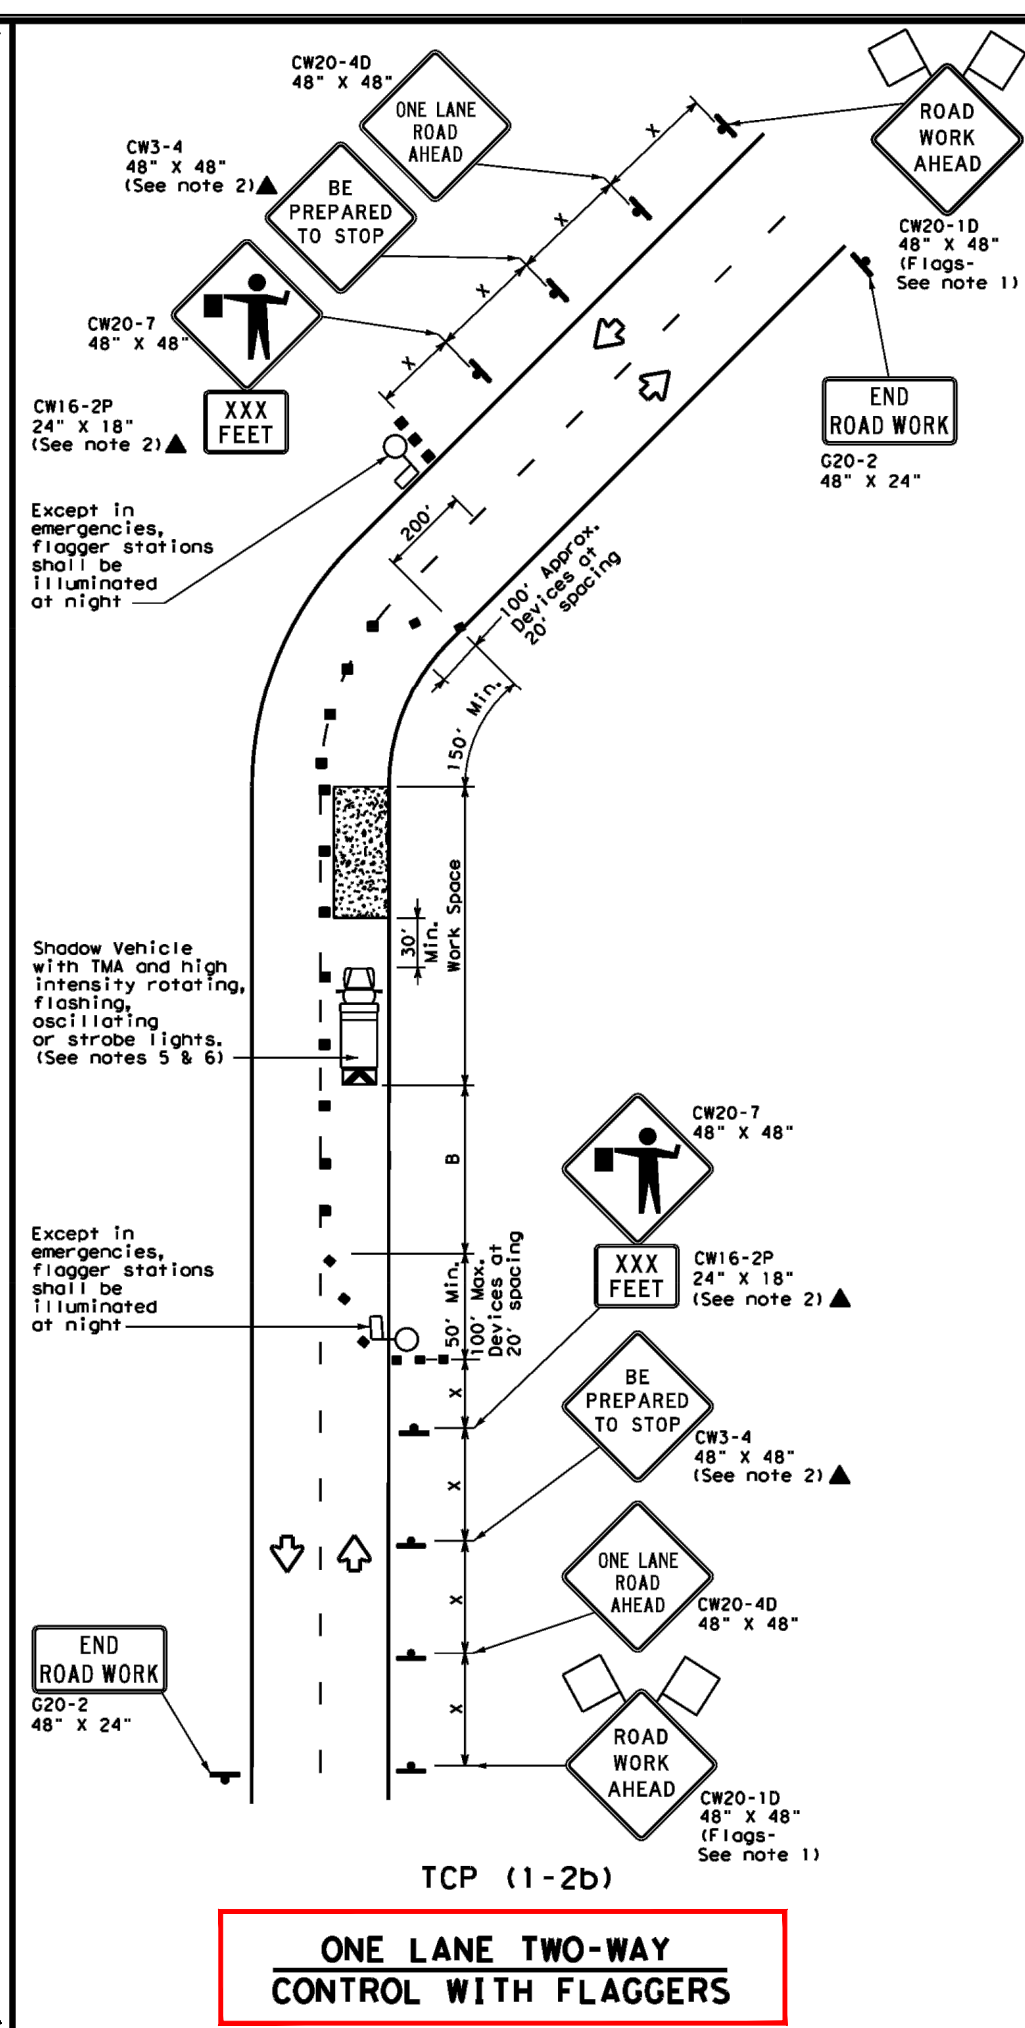 CW20-4D
48" X 48"
ONE LANE
ROAD
AHEAD
ROAD
WORK
AHEAD
CW20-1D
48" X 48"
(Flags-
See note 1)
CW3-4
48" X 48"
(See note 2)
BE
PREPARED
TO STOP
CW20-7
48" X 48"
CW16-2P
24" X 18"
(See note 2)
XXX
FEET
X
X
X
X
END
ROAD WORK
G20-2
48" X 24"
Except in
emergencies,
flagger stations
shall be
illuminated
at night
200'
100' Approx.
Devices at
20' spacing
150' Min.
Work Space
30'
Min.
Shadow Vehicle
with TMA and high
intensity rotating,
flashing,
oscillating
or strobe lights.
(See notes 5 & 6)
B
CW20-7
48" X 48"
XXX
FEET
CW16-2P
24" X 18"
(See note 2)
Except in
emergencies,
flagger stations
shall be
illuminated
at night
50' Min.
100' Max.
Devices at
20' spacing
X
X
X
X
BE
PREPARED
TO STOP
CW3-4
48" X 48"
(See note 2)
ONE LANE
ROAD
AHEAD
CW20-4D
48" X 48"
END
ROAD WORK
G20-2
48" X 24"
ROAD
WORK
AHEAD
CW20-1D
48" X 48"
(Flags-
See note 1)
TCP (1-2b)
ONE LANE TWO-WAY
CONTROL WITH FLAGGERS